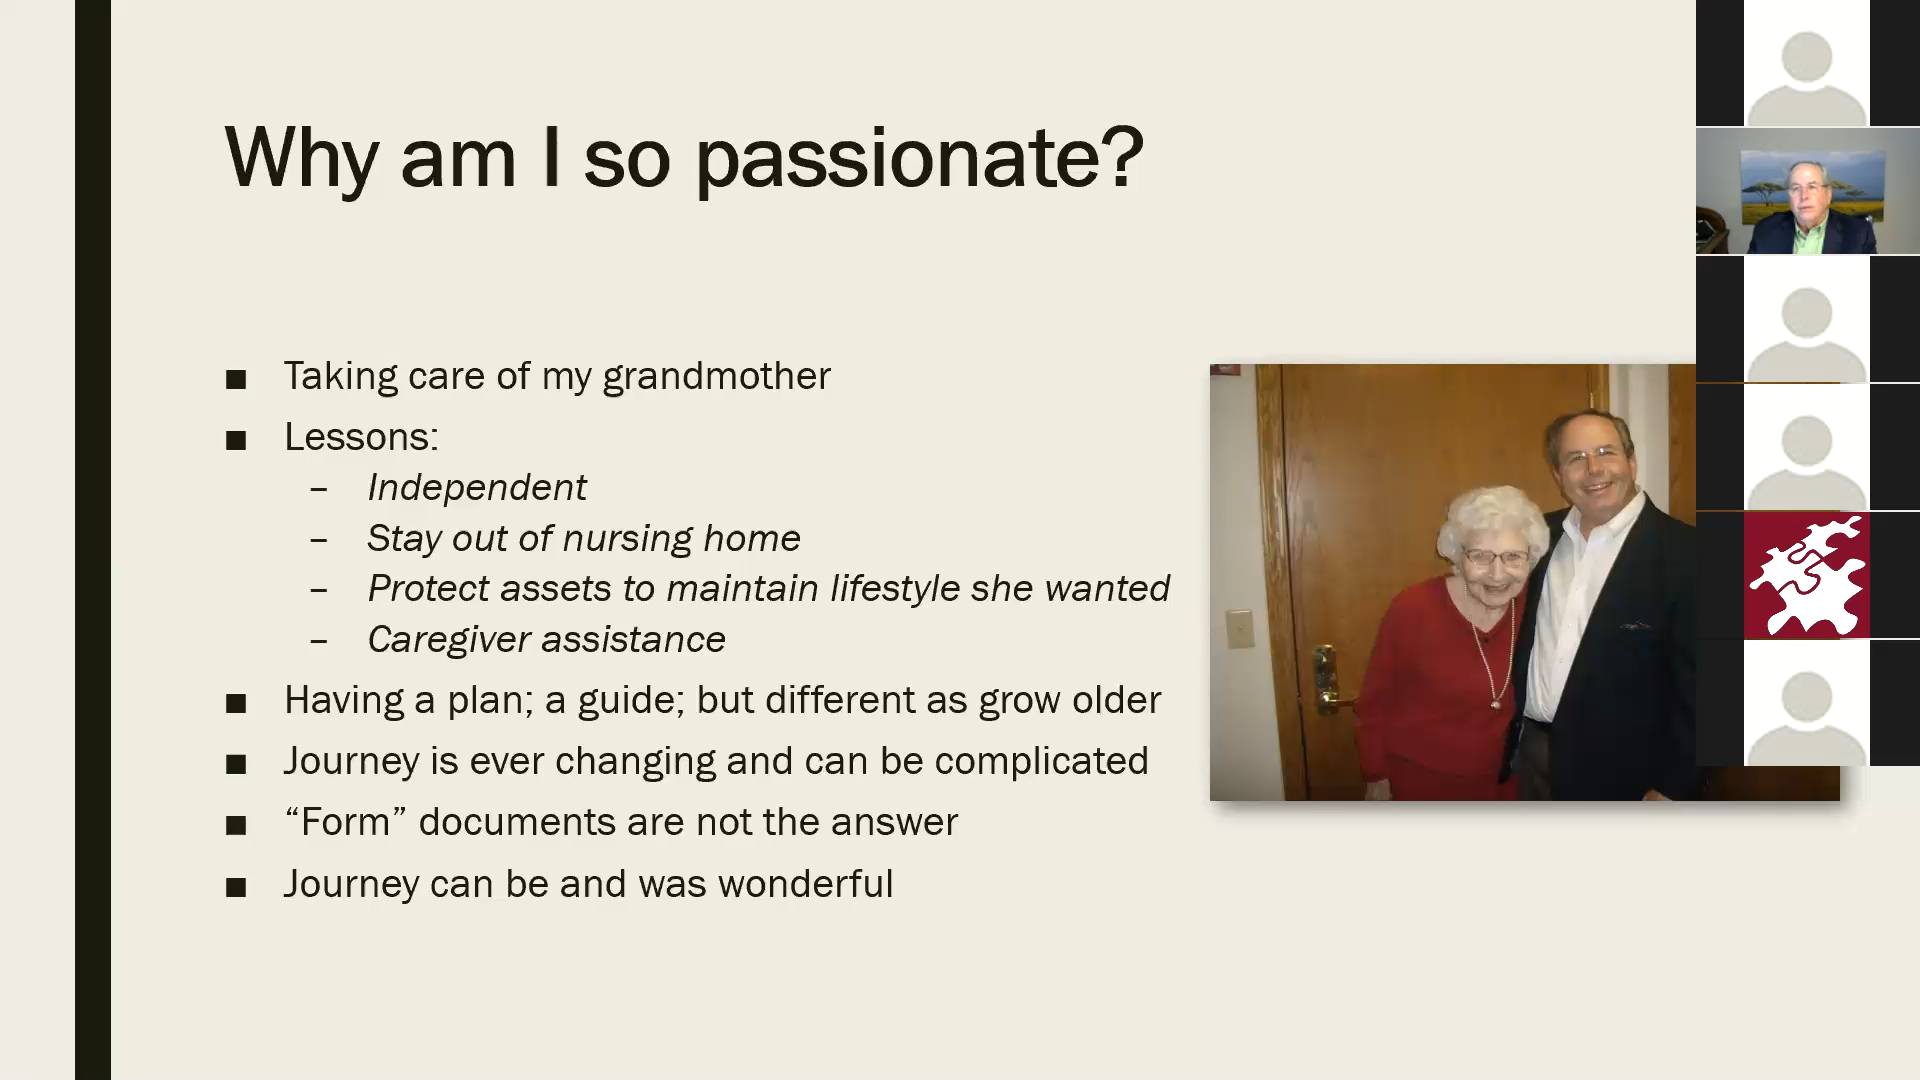 Why am I so passionate?
■ Taking care of my grandmother
■ Lessons:
– Independent
– Stay out of nursing home
– Protect assets to maintain lifestyle she wanted
– Caregiver assistance
■ Having a plan; a guide; but different as grow older
■ Journey is ever changing and can be complicated
■ “Form” documents are not the answer
■ Journey can be and was wonderful